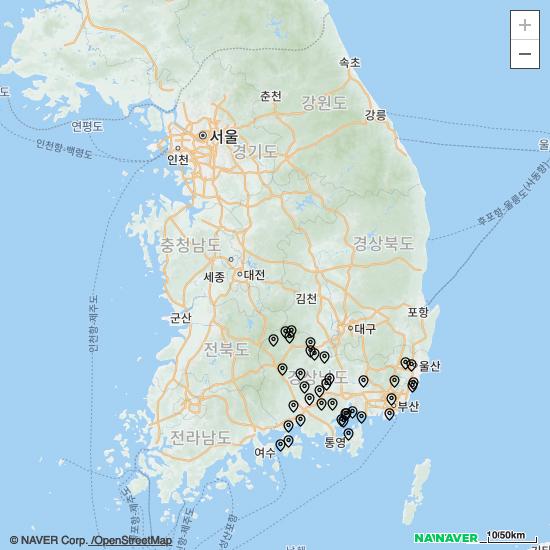 +
−
속초
춘천
강원도
강릉
도
연평도
서울
인천
경기도
인천항-백령도
울
후포항-울릉도(사동항)
충청남도
경상북도
세종
대전
김천
군산
포항
대구
전북도
인천항-제주도
울산
경상남도
부산
전라남도
여수
통영
© NAVER Corp. /OpenStreetMap
NA!NAVER
10/50km